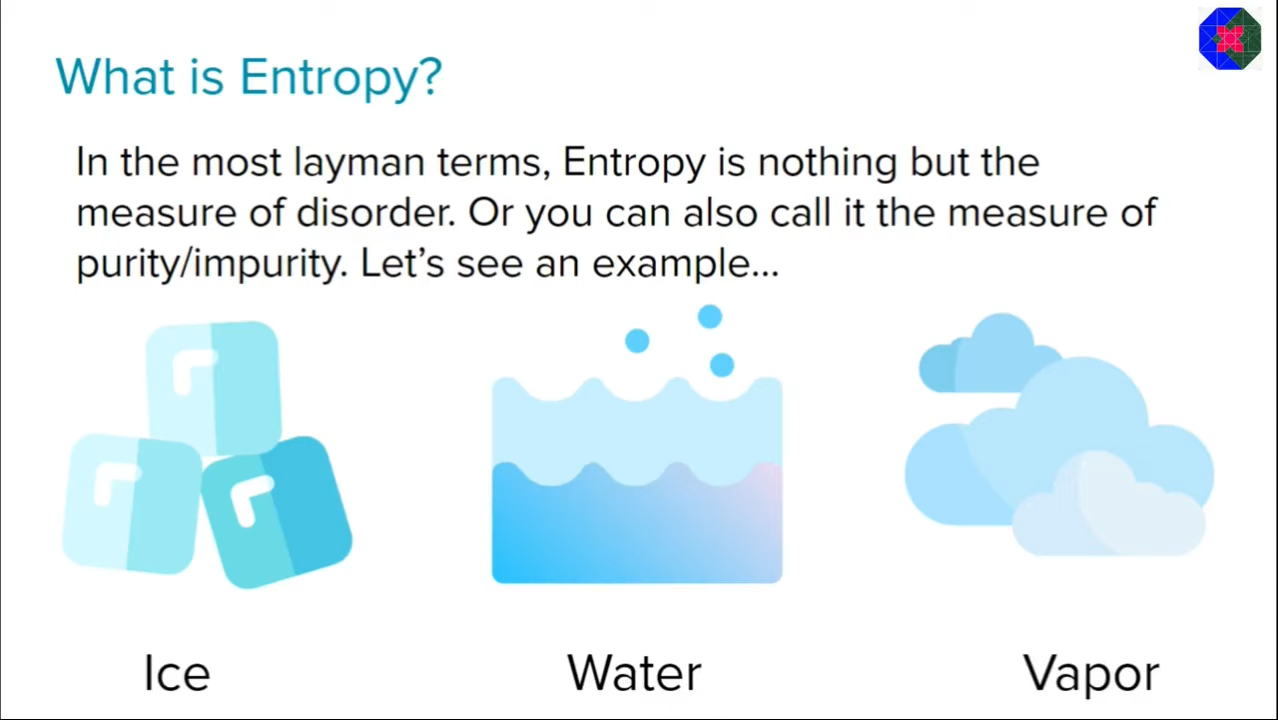 What is Entropy?
In the most layman terms, Entropy is nothing but the
measure of disorder. Or you can also call it the measure of
purity/impurity. Let’s see an example...
Ice
Water
Vapor